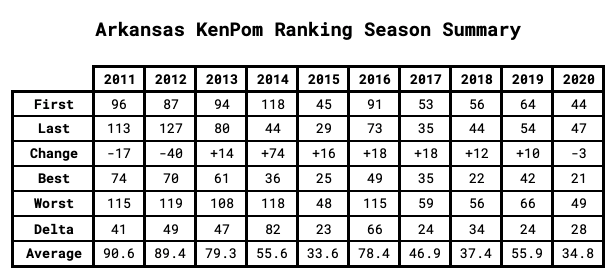 Arkansas KenPom Ranking Season Summary
2011 2012 2013 2014 2015 2016 2017 2018 2019 2020
First 96 87 94 118 45 91 53 56 64 44
Last 113 127 80 44 29 73 35 44 54 47
Change -17 -40 +14 +74 +16 +18 +18 +12 +10 -3
Best 74 70 61 36 25 49 35 22 42 21
Worst 115 119 108 118 48 115 59 56 66 49
Delta 41 49 47 82 23 66 24 34 24 28
Average 90.6 89.4 79.3 55.6 33.6 78.4 46.9 37.4 55.9 34.8